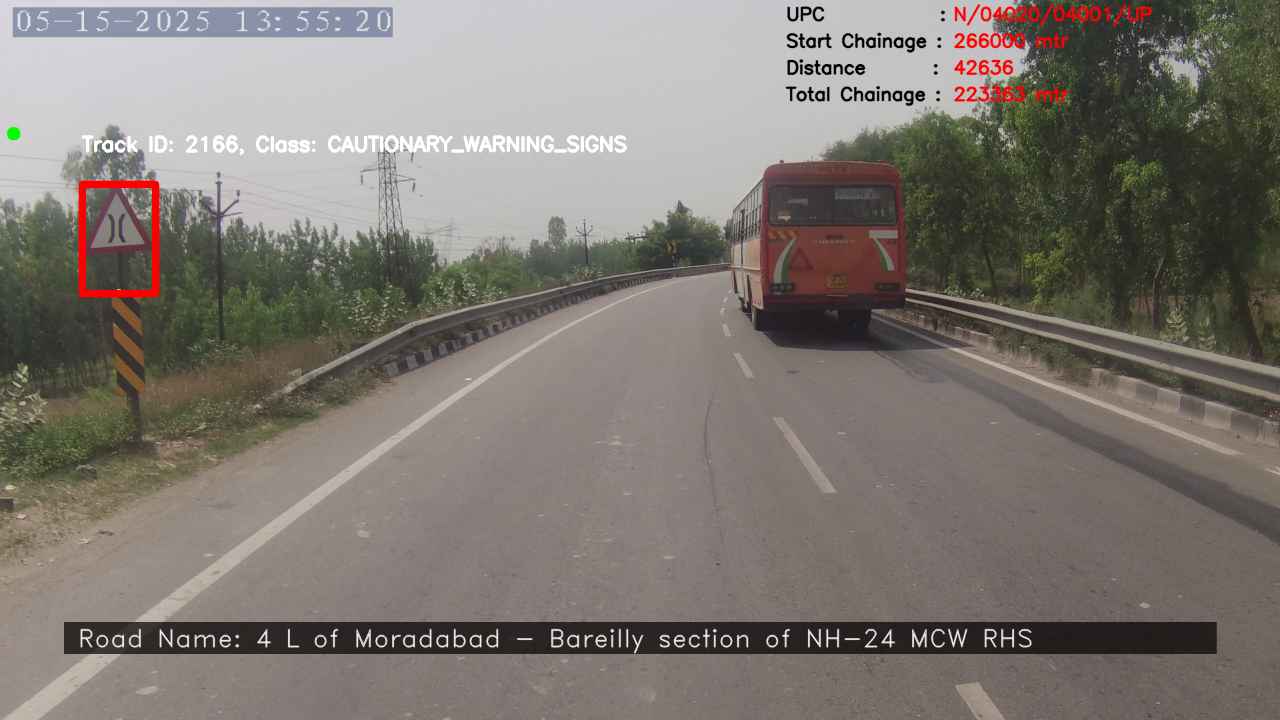 05-15-2025 13:55:20
UPC : N/04020/04001/UP
Start Chainage : 266000 mtr
Distance : 42636
Total Chainage : 223363 mtr
Track ID: 2166, Class: CAUTIONARY_WARNING_SIGNS
Road Name: 4 L of Moradabad - Bareilly section of NH-24 MCW RHS